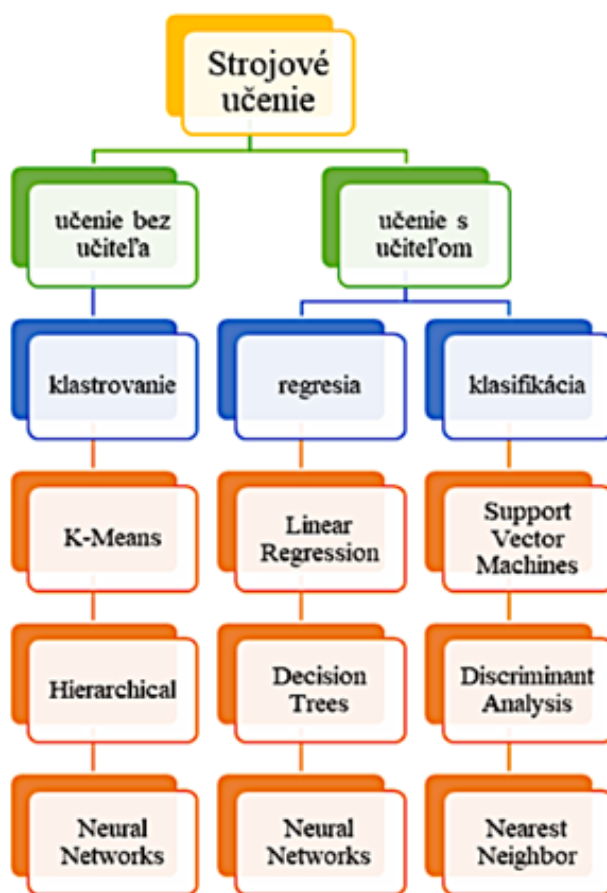 Strojové
učenie
učenie bez
učiteľa
učenie s
učiteľom
klastrovanie
regresia
klasifikácia
K-Means
Linear
Regression
Support
Vector
Machines
Hierarchical
Decision
Trees
Discriminant
Analysis
Neural
Networks
Neural
Networks
Nearest
Neighbor